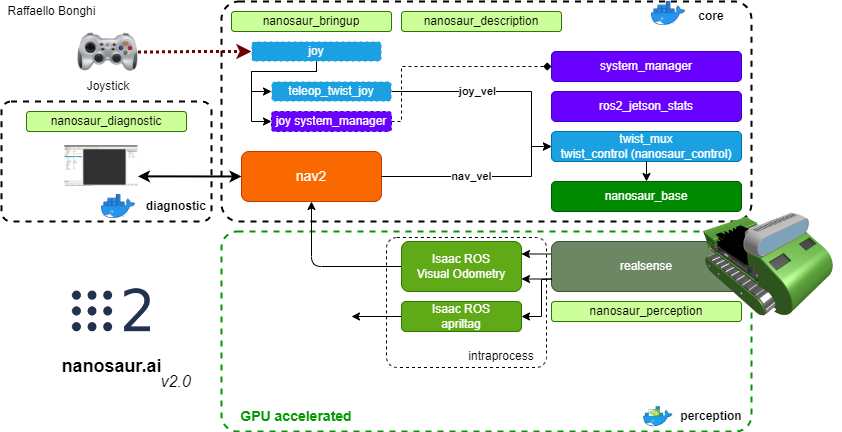 Raffaello Bonghi
Joystick
nanosaur_bringup
nanosaur_description
core
joy
teleop_twist_joy
joy system_manager
joy_vel
system_manager
ros2_jetson_stats
twist_mux
twist_control (nanosaur_control)
nanosaur_base
nanosaur_diagnostic
diagnostic
nav2
nav_vel
Isaac ROS
Visual Odometry
realsense
Isaac ROS
apriltag
nanosaur_perception
intraprocess
2
nanosaur.ai
v2.0
GPU accelerated
perception